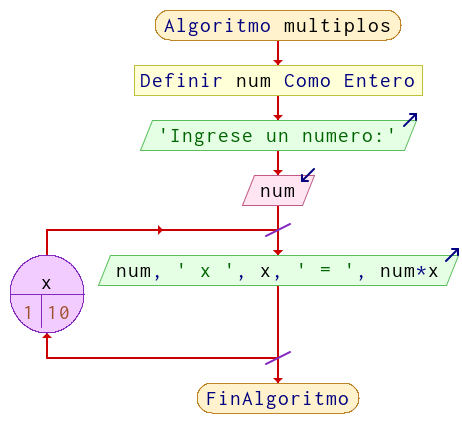 Algoritmo multiplos
Definir num Como Entero
'Ingrese un numero:'
num
x
1 10
num, ' x ', x, ' = ', num*x
FinAlgoritmo